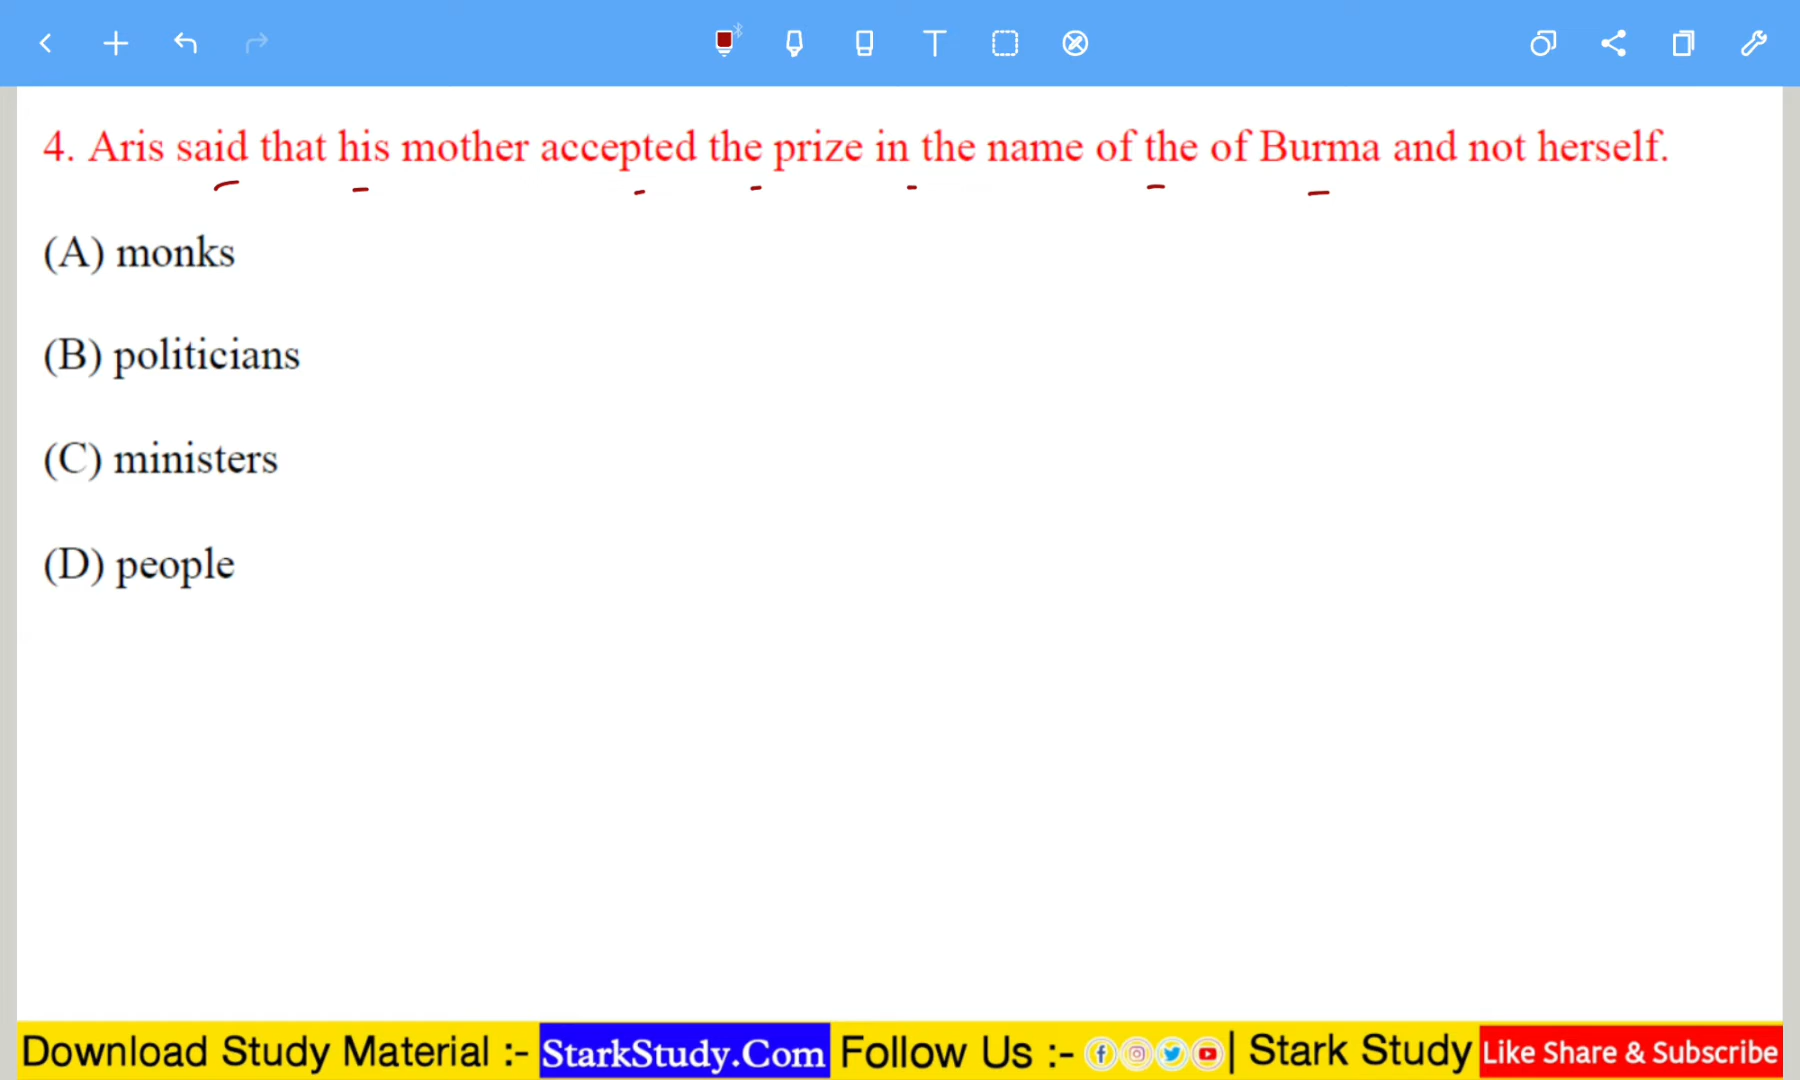 4. Aris said that his mother accepted the prize in the name of the of Burma and not herself.
(A) monks
(B) politicians
(C) ministers
(D) people
Download Study Material :- StarkStudy.Com Follow Us :- | Stark Study Like Share & Subscribe